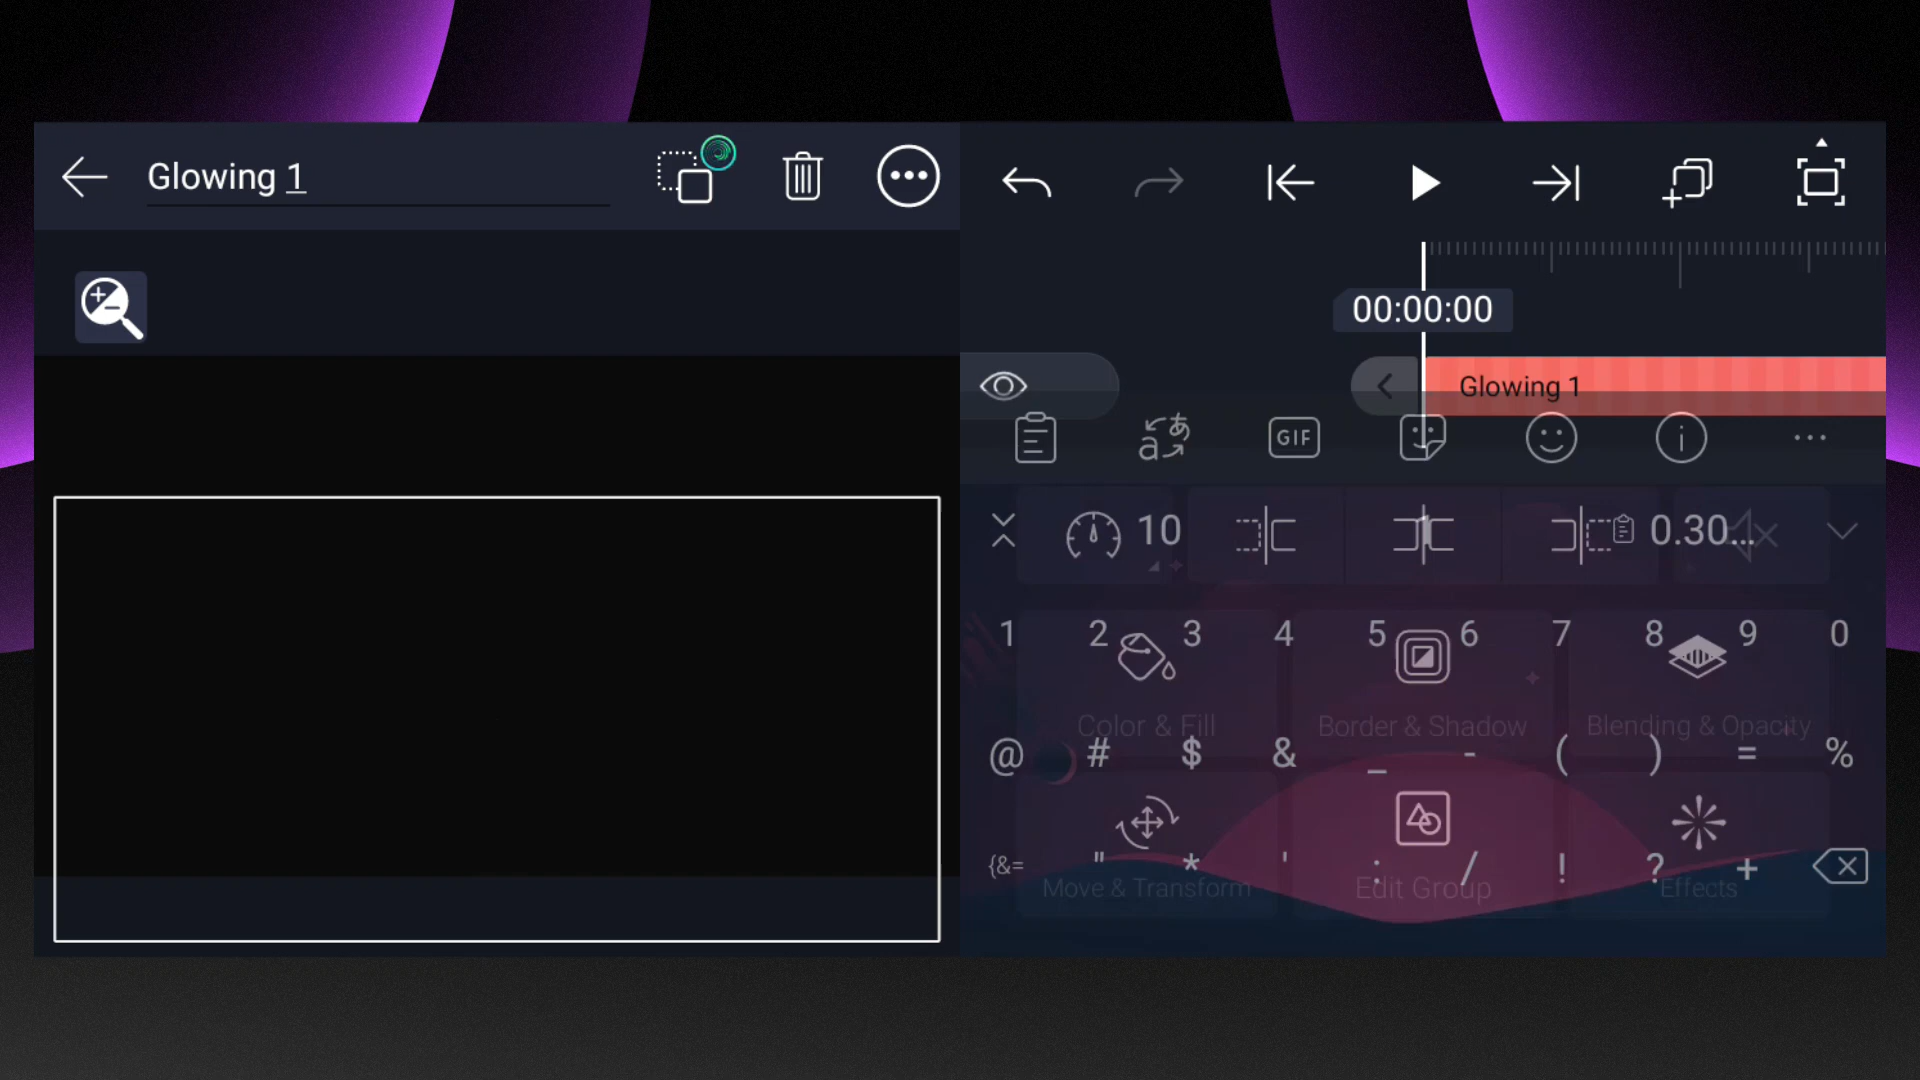 Glowing 1
00:00:00
Glowing 1
GIF
10
0.30...
1 2 3 4 5 6 7 8 9 0
Color & Fill
Border & Shadow
Blending & Opacity
@ # $ & _ - ( ) = %
{&= " * ' : / ! ? +
Move & Transform
Edit Group
Effects